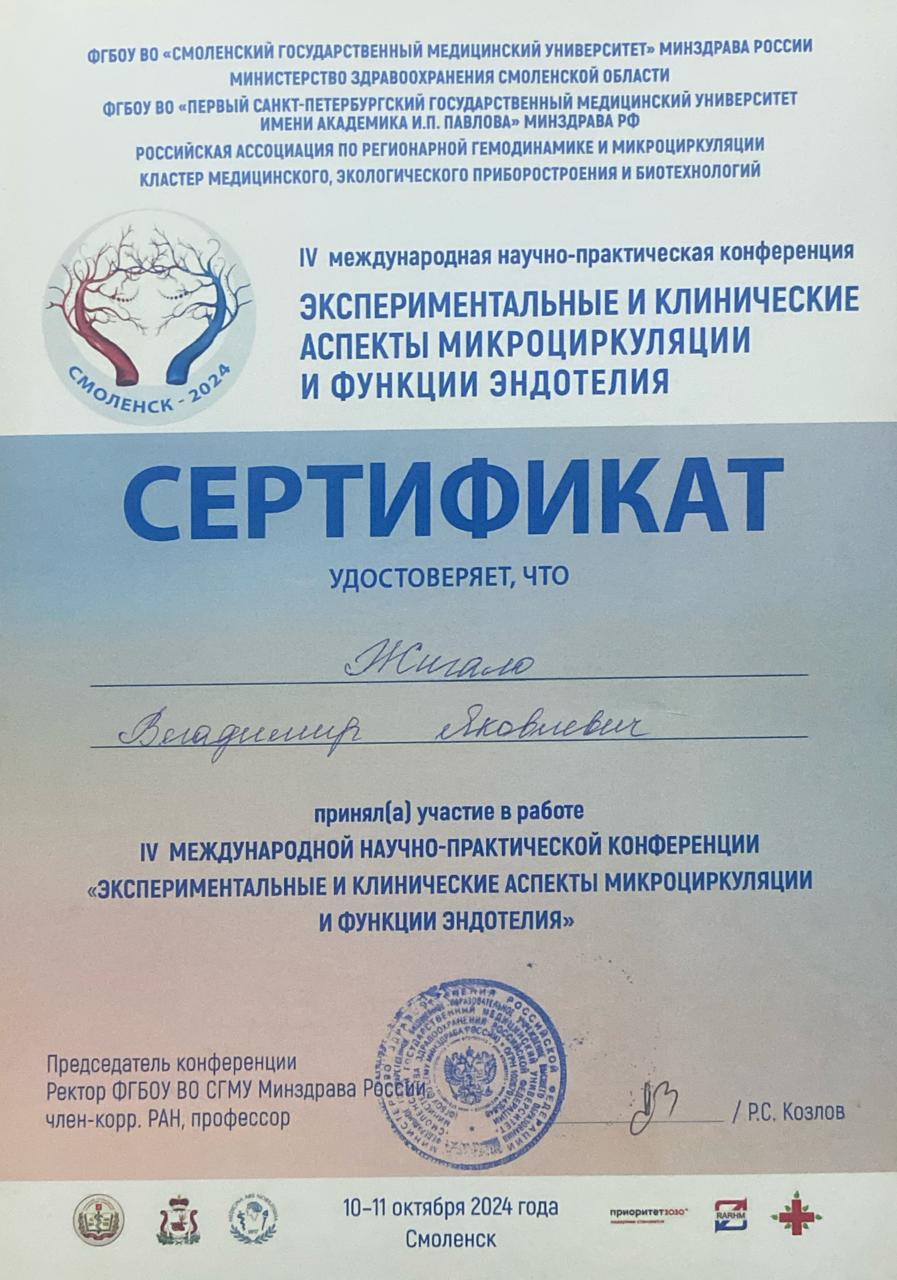 ФГБОУ ВО «СМОЛЕНСКИЙ ГОСУДАРСТВЕННЫЙ МЕДИЦИНСКИЙ УНИВЕРСИТЕТ» МИНЗДРАВА РОССИИ
МИНИСТЕРСТВО ЗДРАВООХРАНЕНИЯ СМОЛЕНСКОЙ ОБЛАСТИ
ФГБОУ ВО «ПЕРВЫЙ САНКТ-ПЕТЕРБУРГСКИЙ ГОСУДАРСТВЕННЫЙ МЕДИЦИНСКИЙ УНИВЕРСИТЕТ
ИМЕНИ АКАДЕМИКА И.П. ПАВЛОВА» МИНЗДРАВА РФ
РОССИЙСКАЯ АССОЦИАЦИЯ ПО РЕГИОНАРНОЙ ГЕМОДИНАМИКЕ И МИКРОЦИРКУЛЯЦИИ
КЛАСТЕР МЕДИЦИНСКОГО, ЭКОЛОГИЧЕСКОГО ПРИБОРОСТРОЕНИЯ И БИОТЕХНОЛОГИЙ
СМОЛЕНСК - 2024
IV международная научно-практическая конференция
ЭКСПЕРИМЕНТАЛЬНЫЕ И КЛИНИЧЕСКИЕ
АСПЕКТЫ МИКРОЦИРКУЛЯЦИИ
И ФУНКЦИИ ЭНДОТЕЛИЯ
СЕРТИФИКАТ
УДОСТОВЕРЯЕТ, ЧТО
Жигало
Владимир Яковлевич
принял(а) участие в работе
IV МЕЖДУНАРОДНОЙ НАУЧНО-ПРАКТИЧЕСКОЙ КОНФЕРЕНЦИИ
«ЭКСПЕРИМЕНТАЛЬНЫЕ И КЛИНИЧЕСКИЕ АСПЕКТЫ МИКРОЦИРКУЛЯЦИИ
И ФУНКЦИИ ЭНДОТЕЛИЯ»
Председатель конференции
Ректор ФГБОУ ВО СГМУ Минздрава России
член-корр. РАН, профессор
/ Р.С. Козлов
10–11 октября 2024 года
Смоленск
приоритет2030
RARHM